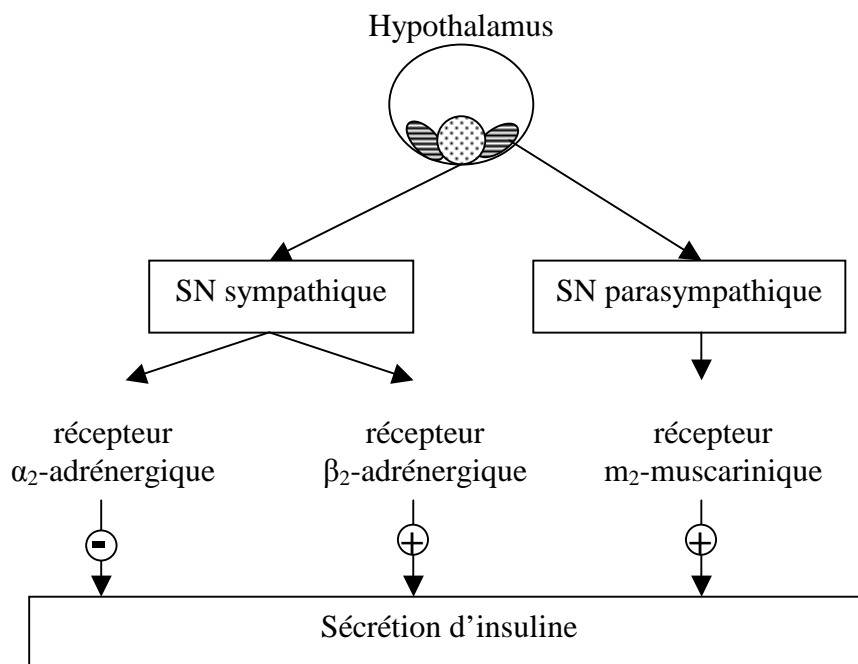 Hypothalamus
SN sympathique
SN parasympathique
récepteur
α₂-adrénergique
récepteur
β₂-adrénergique
récepteur
m₂-muscarinique
-
+
+
Sécrétion d’insuline